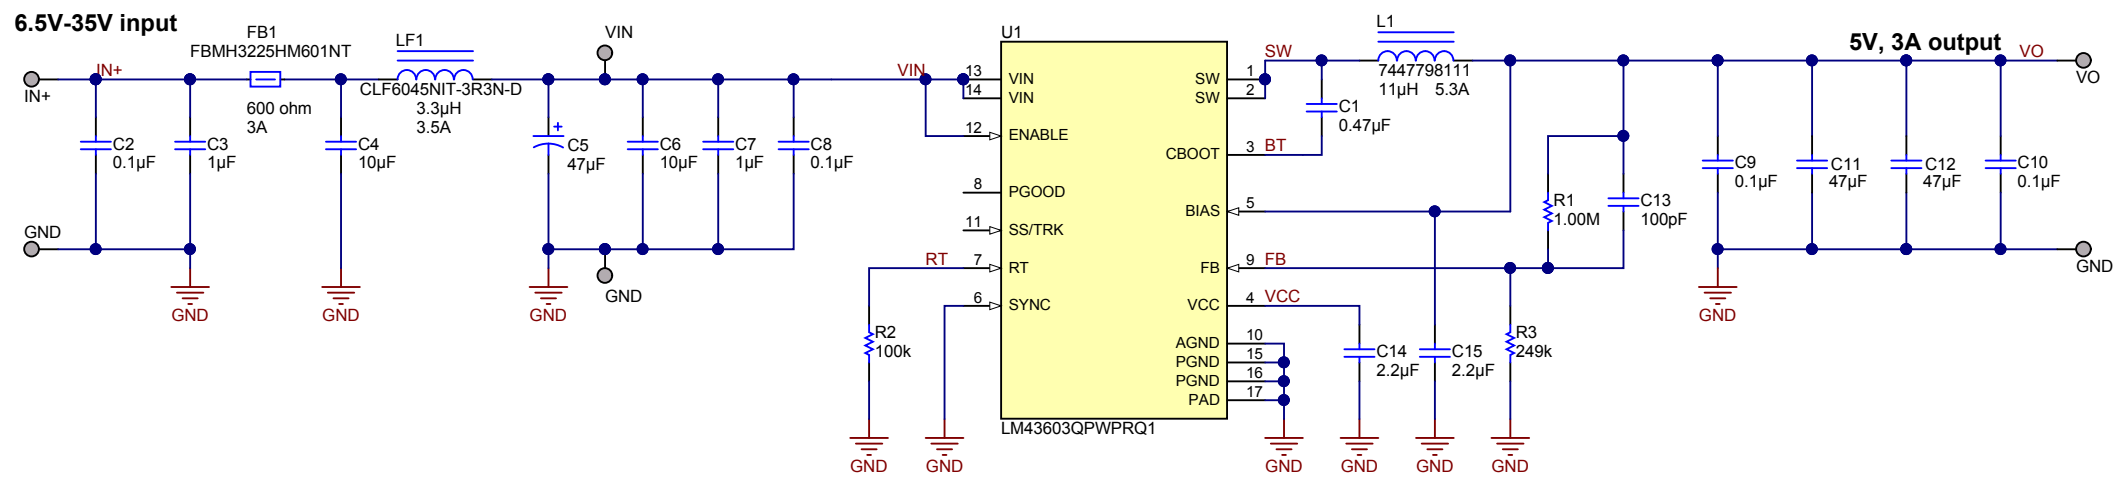 6.5V-35V input
FB1
FBMH3225HM601NT
600 ohm
3A
LF1
CLF6045NIT-3R3N-D
3.3µH
3.5A
IN+
IN+
GND
C2
0.1µF
C3
1µF
GND
C4
10µF
GND
VIN
C5
47µF
+
GND
GND
C6
10µF
C7
1µF
C8
0.1µF
VIN
U1
13
VIN
14
VIN
12
ENABLE
8
PGOOD
11
SS/TRK
RT
7
RT
6
SYNC
R2
100k
GND
GND
SW
1
SW
SW
2
CBOOT
3
BT
BIAS
5
FB
9
FB
VCC
4
VCC
AGND
10
PGND
15
PGND
16
PAD
17
LM43603QPWPRQ1
GND
L1
7447798111
11µH
5.3A
C1
0.47µF
C14
2.2µF
GND
C15
2.2µF
GND
R3
249k
GND
R1
1.00M
C13
100pF
5V, 3A output
VO
VO
C9
0.1µF
C11
47µF
C12
47µF
C10
0.1µF
GND
GND